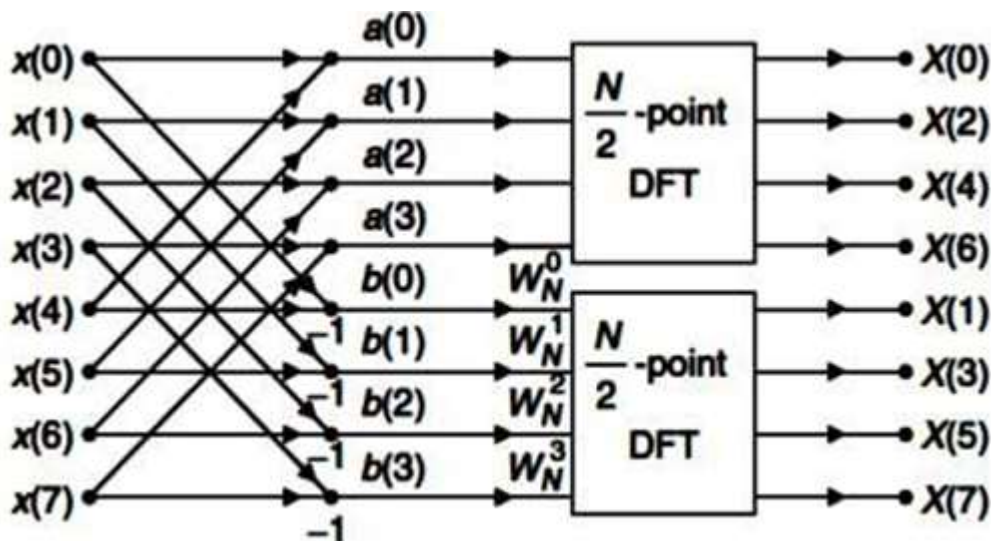 x(0) a(0) X(0)
x(1) a(1) N/2 -point DFT X(2)
x(2) a(2) X(4)
x(3) a(3) X(6)
x(4) b(0) W_N^0 X(1)
–1
x(5) b(1) W_N^1 N/2 -point DFT X(3)
–1
x(6) b(2) W_N^2 X(5)
–1
x(7) b(3) W_N^3 X(7)
–1